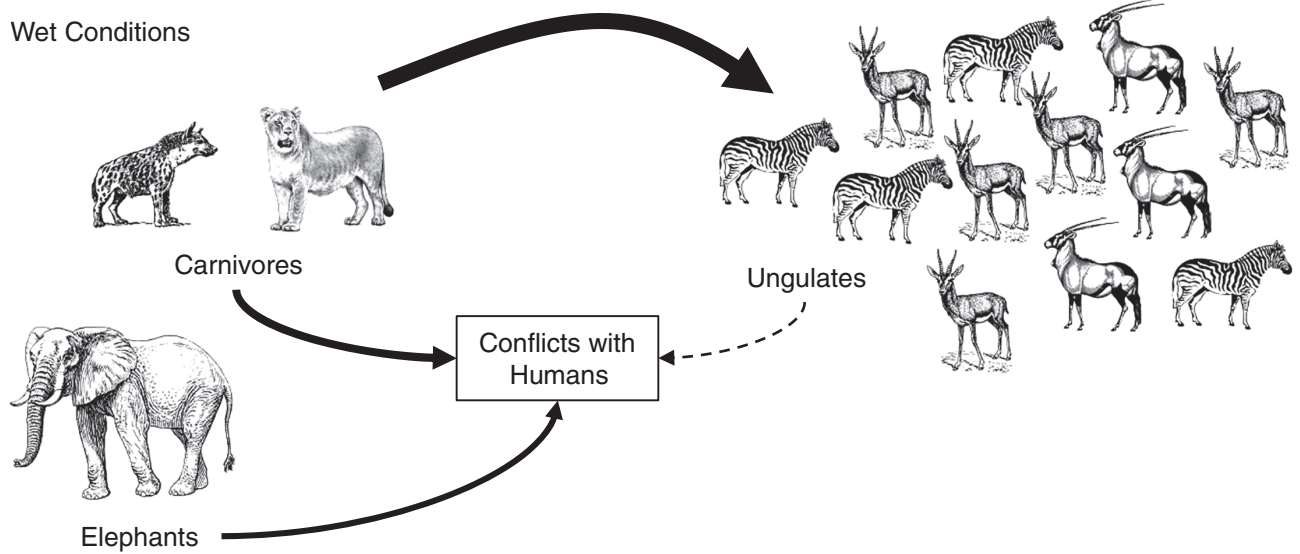 Wet Conditions
Carnivores
Ungulates
Conflicts with
Humans
Elephants